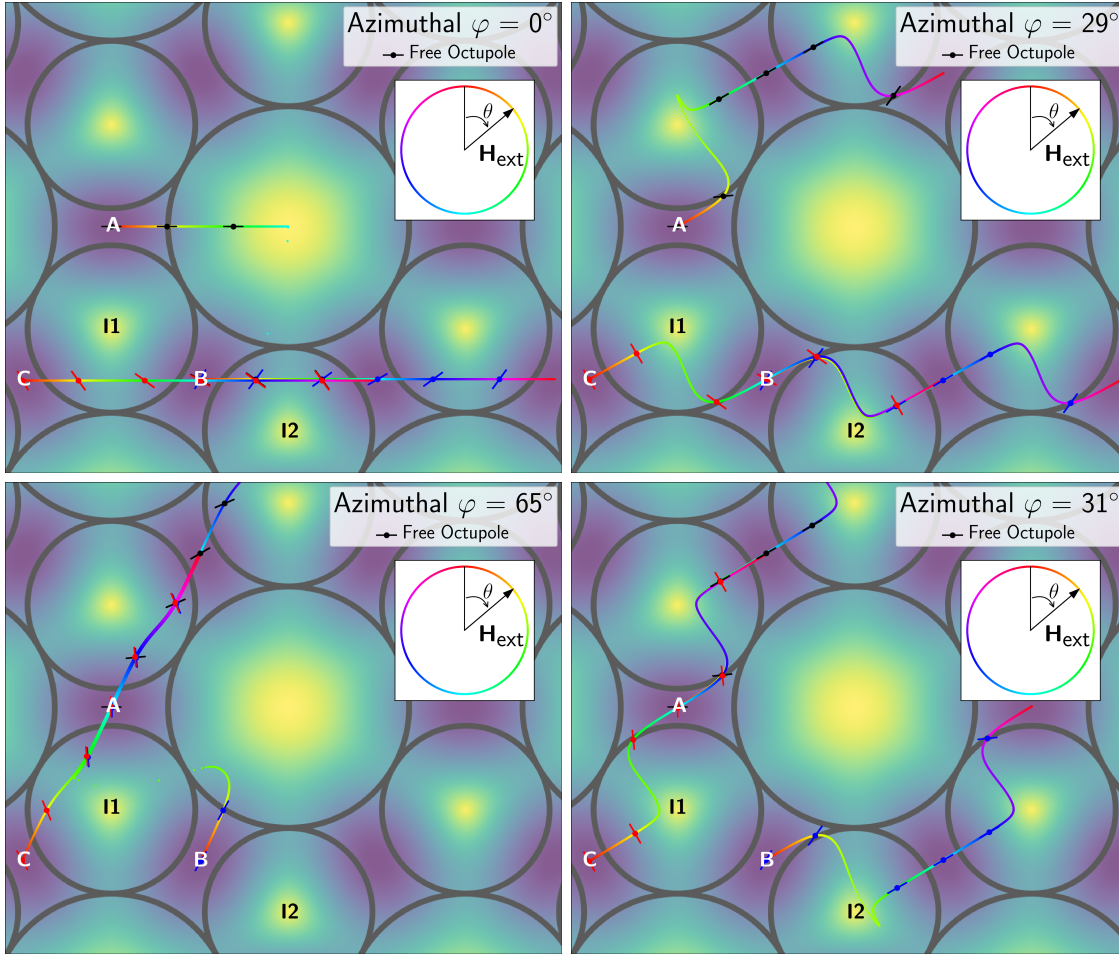 Azimuthal φ = 0°
Free Octupole
θ
H_ext
A
I1
C
B
I2
Azimuthal φ = 29°
Free Octupole
θ
H_ext
A
I1
C
B
I2
Azimuthal φ = 65°
Free Octupole
θ
H_ext
A
I1
C
B
I2
Azimuthal φ = 31°
Free Octupole
θ
H_ext
A
I1
C
B
I2